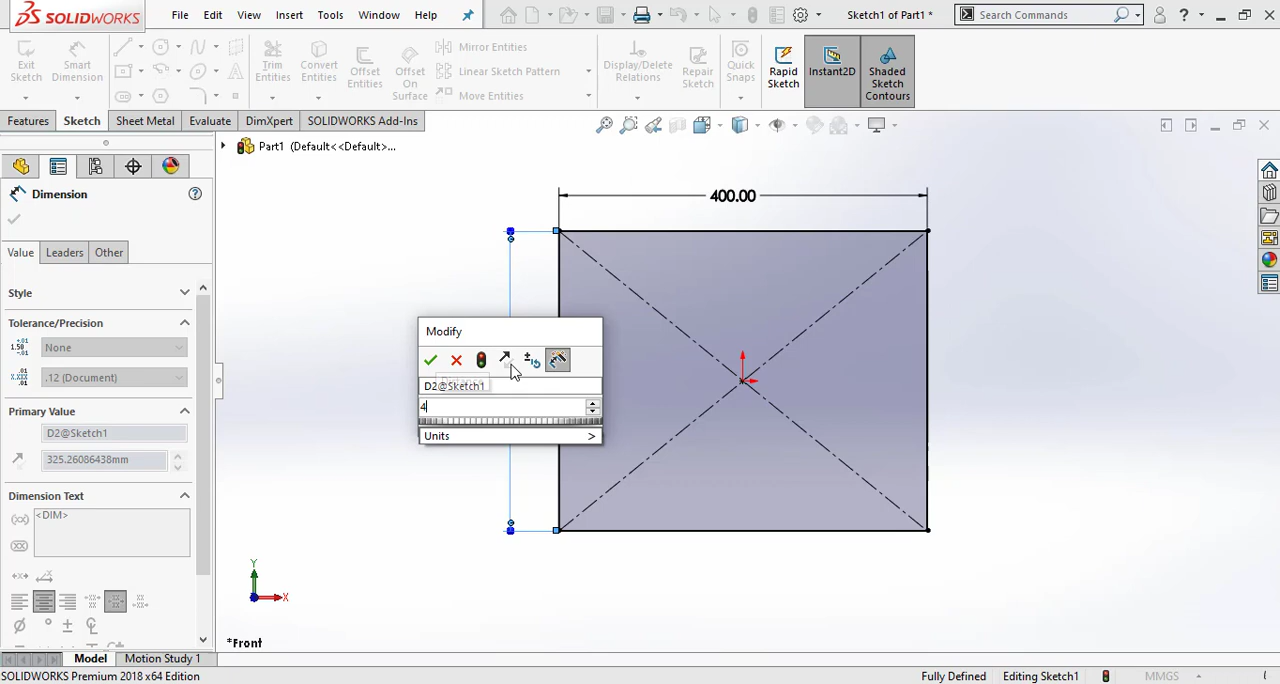 SOLIDWORKS
File Edit View Insert Tools Window Help
Sketch1 of Part1 *
Search Commands
?
Exit Sketch
Smart Dimension
Trim Entities
Convert Entities
Offset Entities
Offset On Surface
Mirror Entities
Linear Sketch Pattern
Move Entities
Display/Delete Relations
Repair Sketch
Quick Snaps
Rapid Sketch
Instant2D
Shaded Sketch Contours
Features Sketch Sheet Metal Evaluate DimXpert SOLIDWORKS Add-Ins
Part1 (Default<<Default>...
Dimension
?
Value Leaders Other
Style
Tolerance/Precision
None
.12 (Document)
Primary Value
D2@Sketch1
325.26086438mm
Dimension Text
<DIM>
400.00
Modify
D2@Sketch1
4
Units >
Y
X
*Front
Model Motion Study 1
SOLIDWORKS Premium 2018 x64 Edition
Fully Defined Editing Sketch1 MMGS